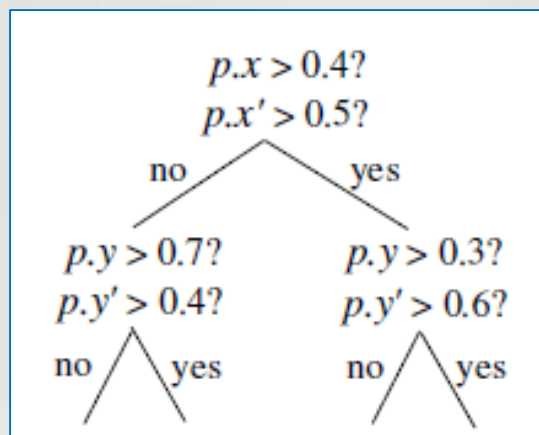 p.x > 0.4?
p.x' > 0.5?
no yes
p.y > 0.7? p.y > 0.3?
p.y' > 0.4? p.y' > 0.6?
no yes no yes